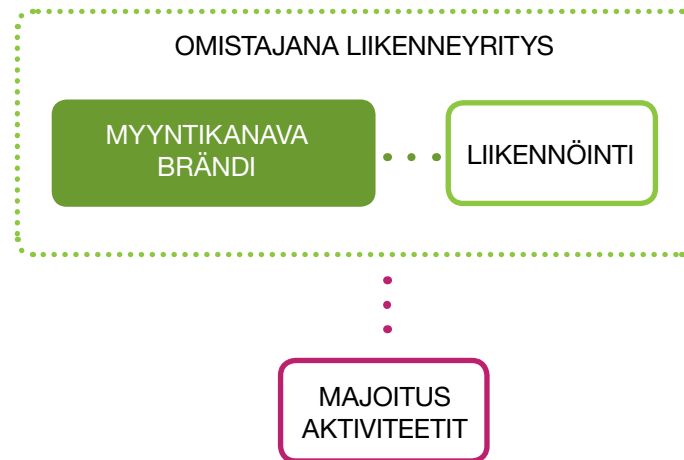 OMISTAJANA LIIKENNEYRITYS
MYYNTIKANAVA
BRÄNDI
LIIKENNÖINTI
MAJOITUS
AKTIVITEETIT